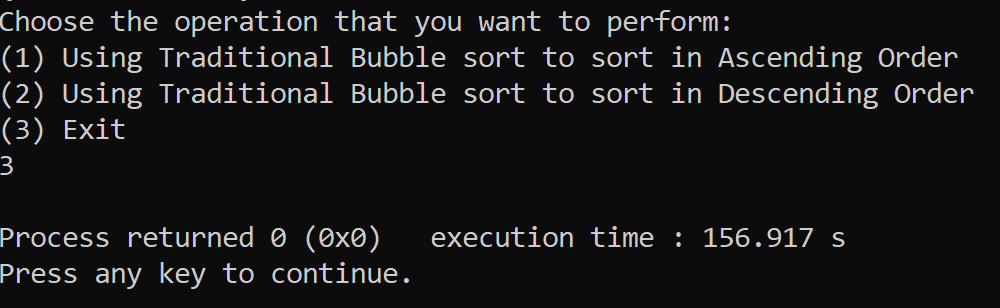 Choose the operation that you want to perform:
(1) Using Traditional Bubble sort to sort in Ascending Order
(2) Using Traditional Bubble sort to sort in Descending Order
(3) Exit
3
Process returned 0 (0x0)   execution time : 156.917 s
Press any key to continue.